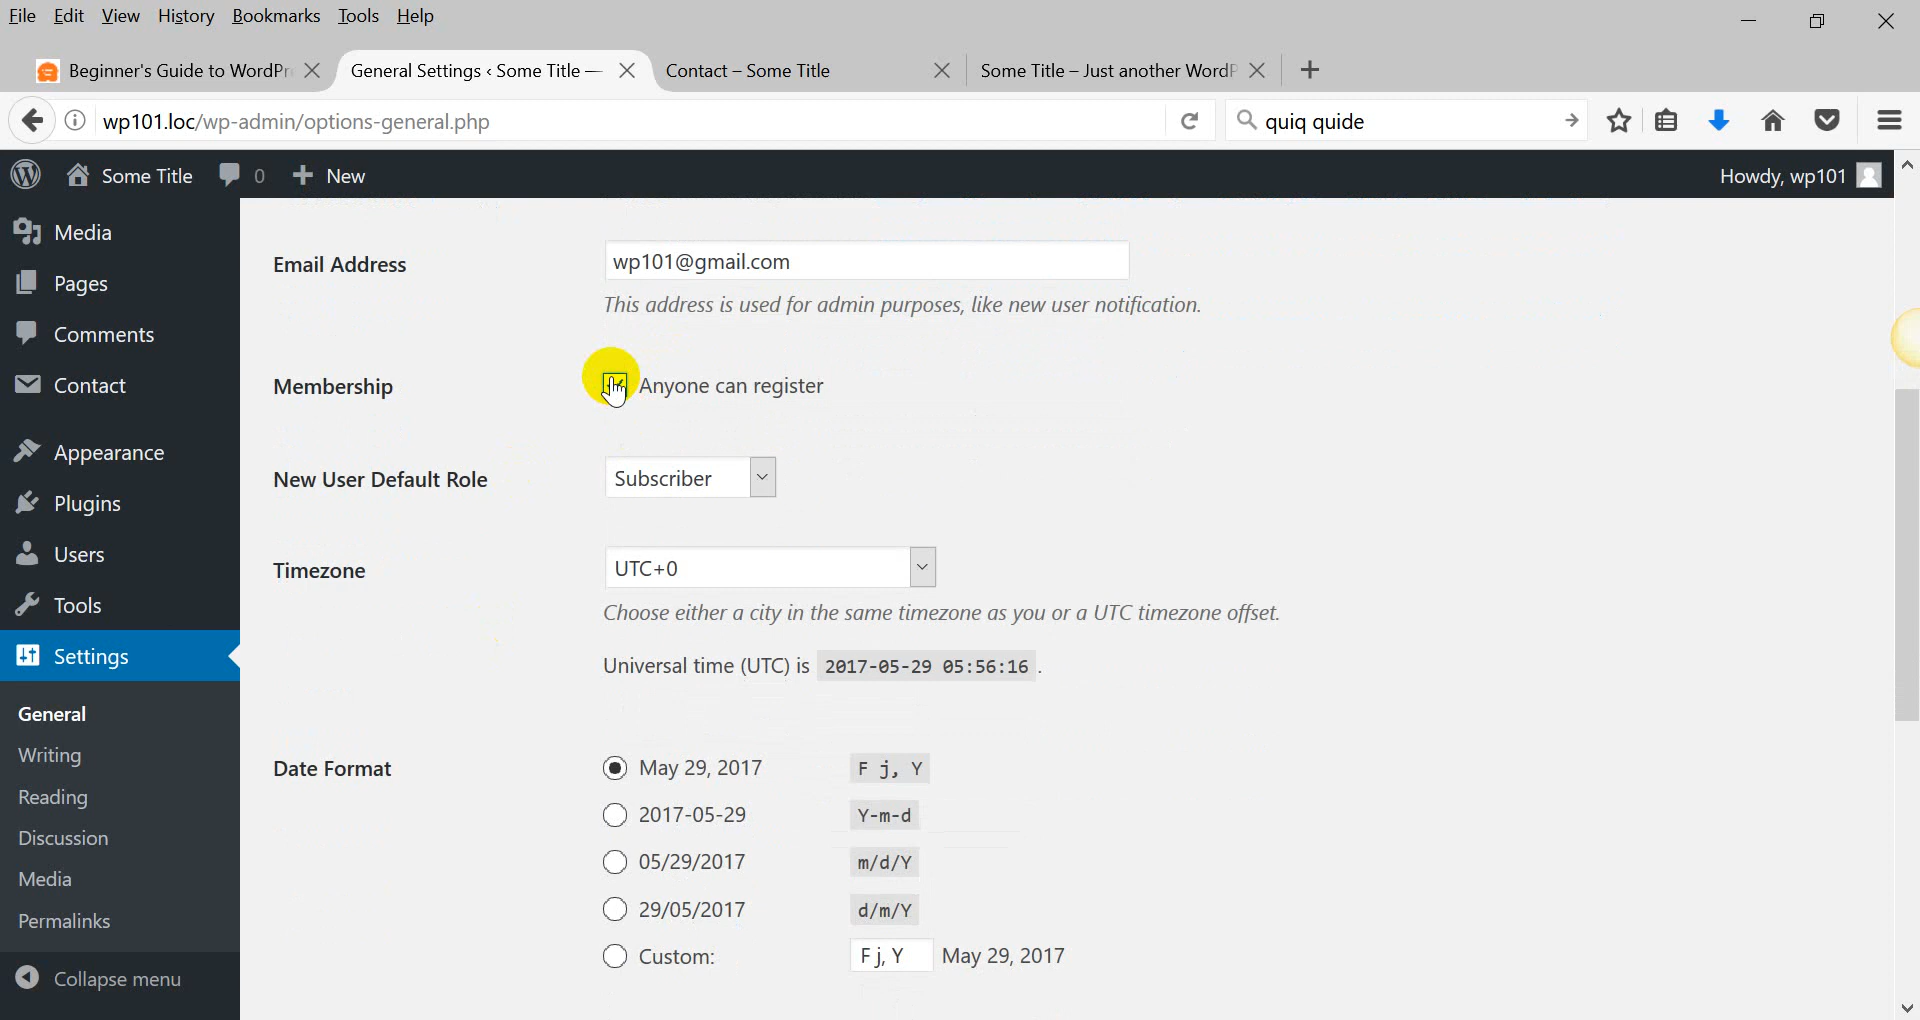 File Edit View History Bookmarks Tools Help
Beginner's Guide to WordPr
General Settings ‹ Some Title —
Contact – Some Title
Some Title – Just another WordP
wp101.loc/wp-admin/options-general.php
quiq quide
Some Title
0
New
Howdy, wp101
Media
Pages
Comments
Contact
Appearance
Plugins
Users
Tools
Settings
General
Writing
Reading
Discussion
Media
Permalinks
Collapse menu
Email Address
wp101@gmail.com
This address is used for admin purposes, like new user notification.
Membership
Anyone can register
New User Default Role
Subscriber
Timezone
UTC+0
Choose either a city in the same timezone as you or a UTC timezone offset.
Universal time (UTC) is 2017-05-29 05:56:16 .
Date Format
May 29, 2017 F j, Y
2017-05-29 Y-m-d
05/29/2017 m/d/Y
29/05/2017 d/m/Y
Custom: F j, Y May 29, 2017